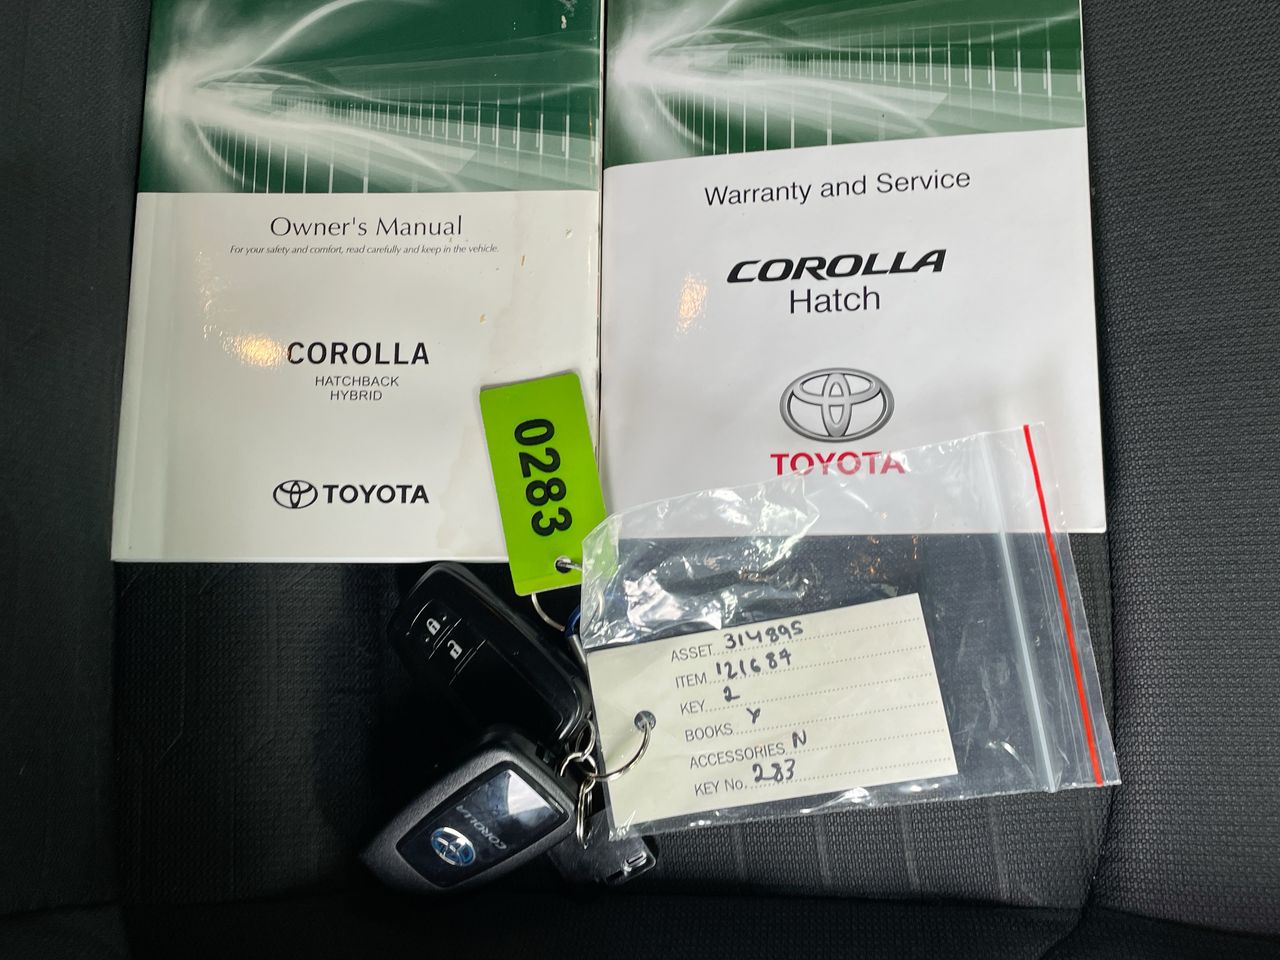 Owner's Manual
For your safety and comfort, read carefully and keep in the vehicle.
COROLLA
HATCHBACK
HYBRID
TOYOTA
Warranty and Service
COROLLA
Hatch
TOYOTA
0283
ASSET 314895
ITEM 121684
KEY 2
BOOKS Y
ACCESSORIES N
KEY No. 283
COROLLA